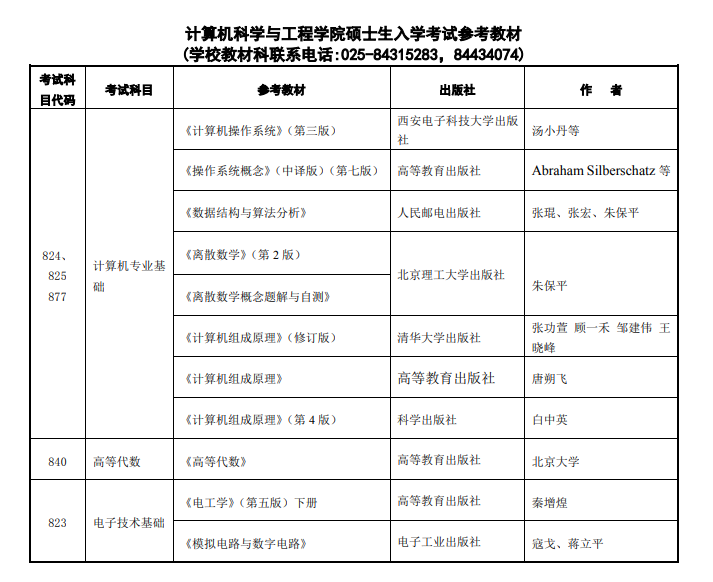 计算机科学与工程学院硕士生入学考试参考教材
(学校教材科联系电话:025-84315283，84434074)
考试科
目代码
考试科目
参考教材
出版社
作 者
824、
825
877
计算机专业基
础
《计算机操作系统》（第三版）
西安电子科技大学出版
社
汤小丹等
《操作系统概念》（中译版）（第七版）
高等教育出版社
Abraham Silberschatz 等
《数据结构与算法分析》
人民邮电出版社
张琨、张宏、朱保平
《离散数学》（第 2 版）
北京理工大学出版社
朱保平
《离散数学概念题解与自测》
《计算机组成原理》（修订版）
清华大学出版社
张功萱 顾一禾 邹建伟 王
晓峰
《计算机组成原理》
高等教育出版社
唐朔飞
《计算机组成原理》（第 4 版）
科学出版社
白中英
840
高等代数
《高等代数》
高等教育出版社
北京大学
823
电子技术基础
《电工学》（第五版）下册
高等教育出版社
秦增煌
《模拟电路与数字电路》
电子工业出版社
寇戈、蒋立平